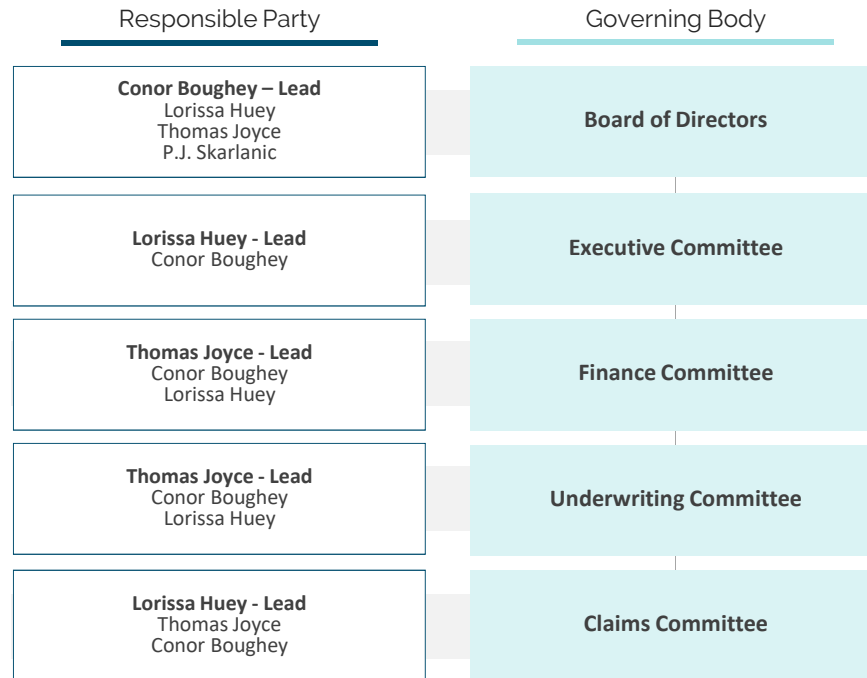 Responsible Party
Governing Body
Conor Boughey – Lead
Lorissa Huey
Thomas Joyce
P.J. Skarlanic
Board of Directors
Lorissa Huey - Lead
Conor Boughey
Executive Committee
Thomas Joyce - Lead
Conor Boughey
Lorissa Huey
Finance Committee
Thomas Joyce - Lead
Conor Boughey
Lorissa Huey
Underwriting Committee
Lorissa Huey - Lead
Thomas Joyce
Conor Boughey
Claims Committee